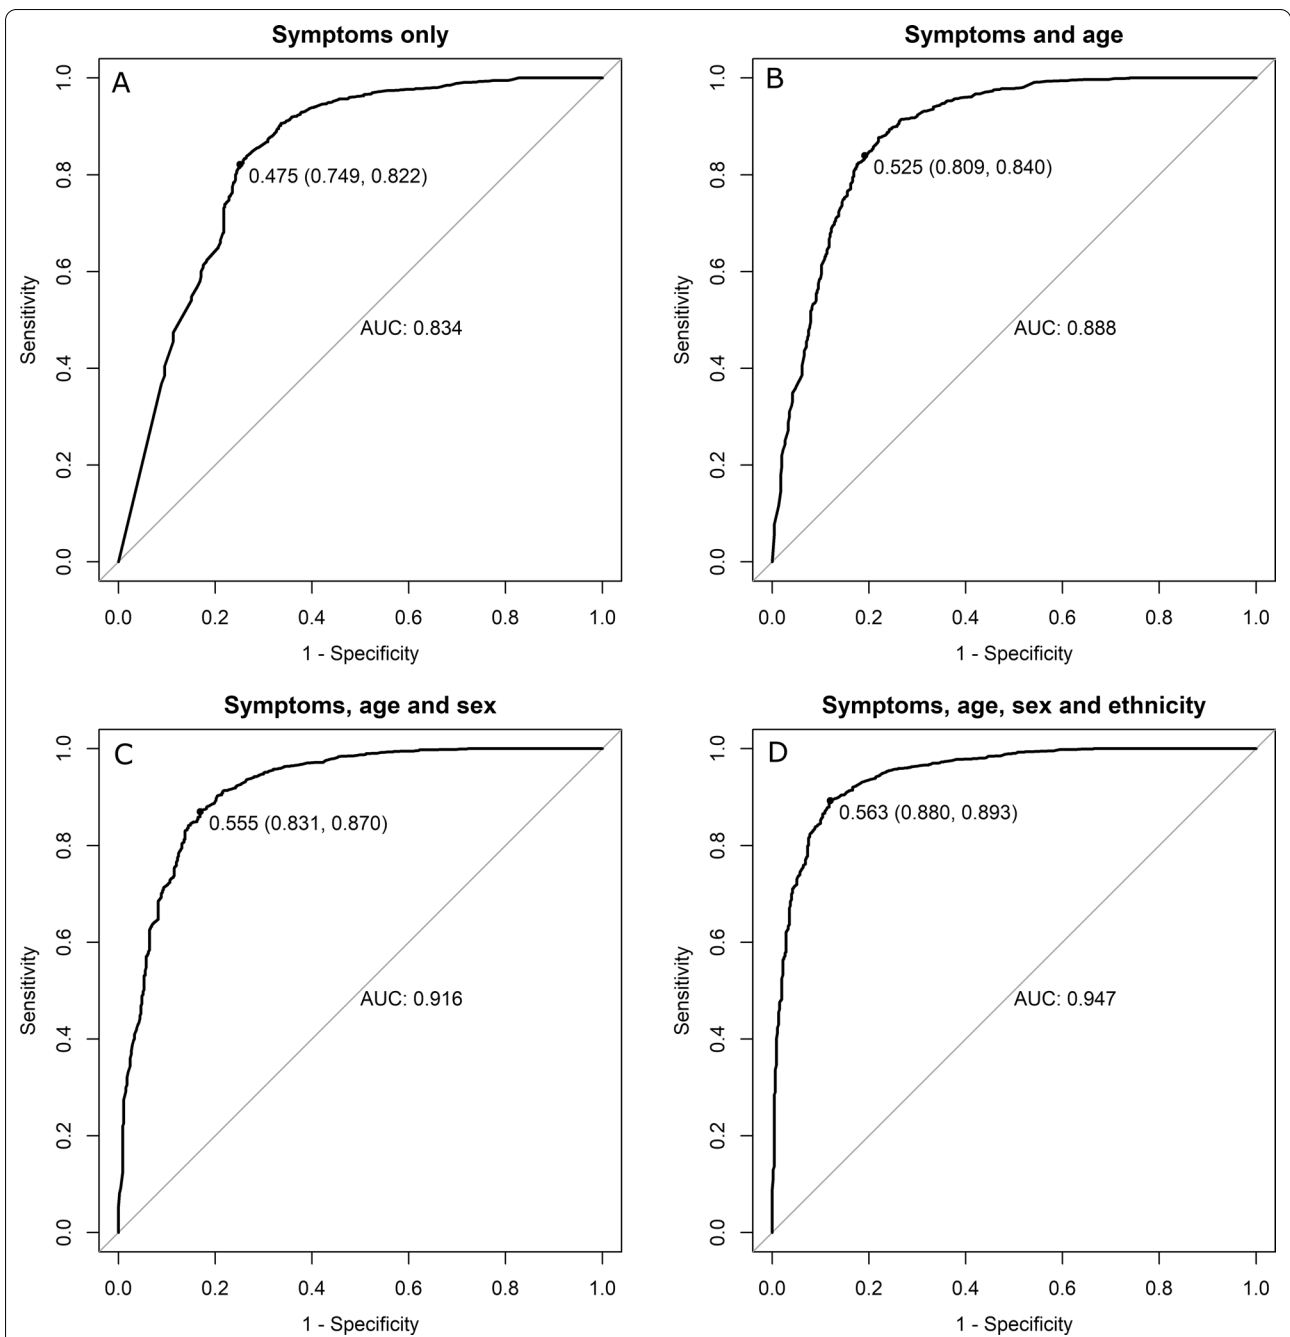 Symptoms only
A
1.0
0.8
0.6
0.4
0.2
0.0
Sensitivity
0.475 (0.749, 0.822)
AUC: 0.834
0.0 0.2 0.4 0.6 0.8 1.0
1 - Specificity
Symptoms and age
B
1.0
0.8
0.6
0.4
0.2
0.0
Sensitivity
0.525 (0.809, 0.840)
AUC: 0.888
0.0 0.2 0.4 0.6 0.8 1.0
1 - Specificity
Symptoms, age and sex
C
1.0
0.8
0.6
0.4
0.2
0.0
Sensitivity
0.555 (0.831, 0.870)
AUC: 0.916
0.0 0.2 0.4 0.6 0.8 1.0
1 - Specificity
Symptoms, age, sex and ethnicity
D
1.0
0.8
0.6
0.4
0.2
0.0
Sensitivity
0.563 (0.880, 0.893)
AUC: 0.947
0.0 0.2 0.4 0.6 0.8 1.0
1 - Specificity